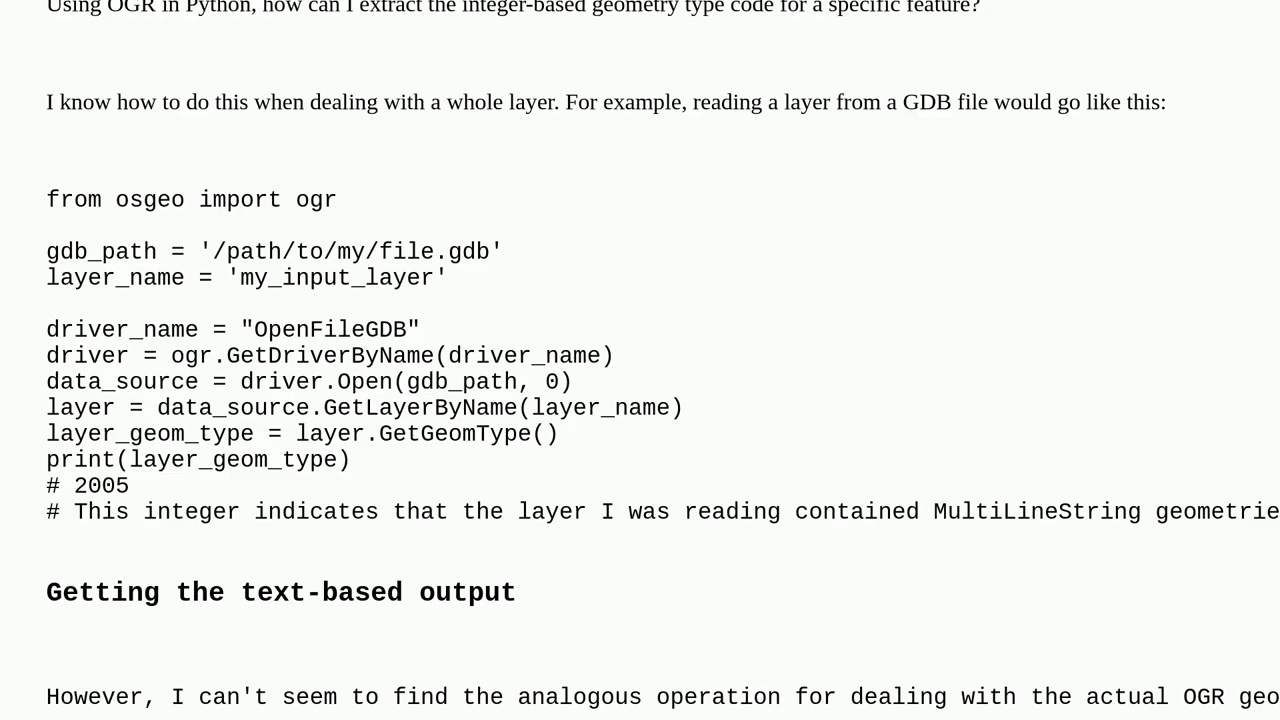 Using OGR in Python, how can I extract the integer-based geometry type code for a specific feature?
I know how to do this when dealing with a whole layer. For example, reading a layer from a GDB file would go like this:
from osgeo import ogr
gdb_path = '/path/to/my/file.gdb'
layer_name = 'my_input_layer'
driver_name = "OpenFileGDB"
driver = ogr.GetDriverByName(driver_name)
data_source = driver.Open(gdb_path, 0)
layer = data_source.GetLayerByName(layer_name)
layer_geom_type = layer.GetGeomType()
print(layer_geom_type)
# 2005
# This integer indicates that the layer I was reading contained MultiLineString geometrie
Getting the text-based output
However, I can't seem to find the analogous operation for dealing with the actual OGR geo